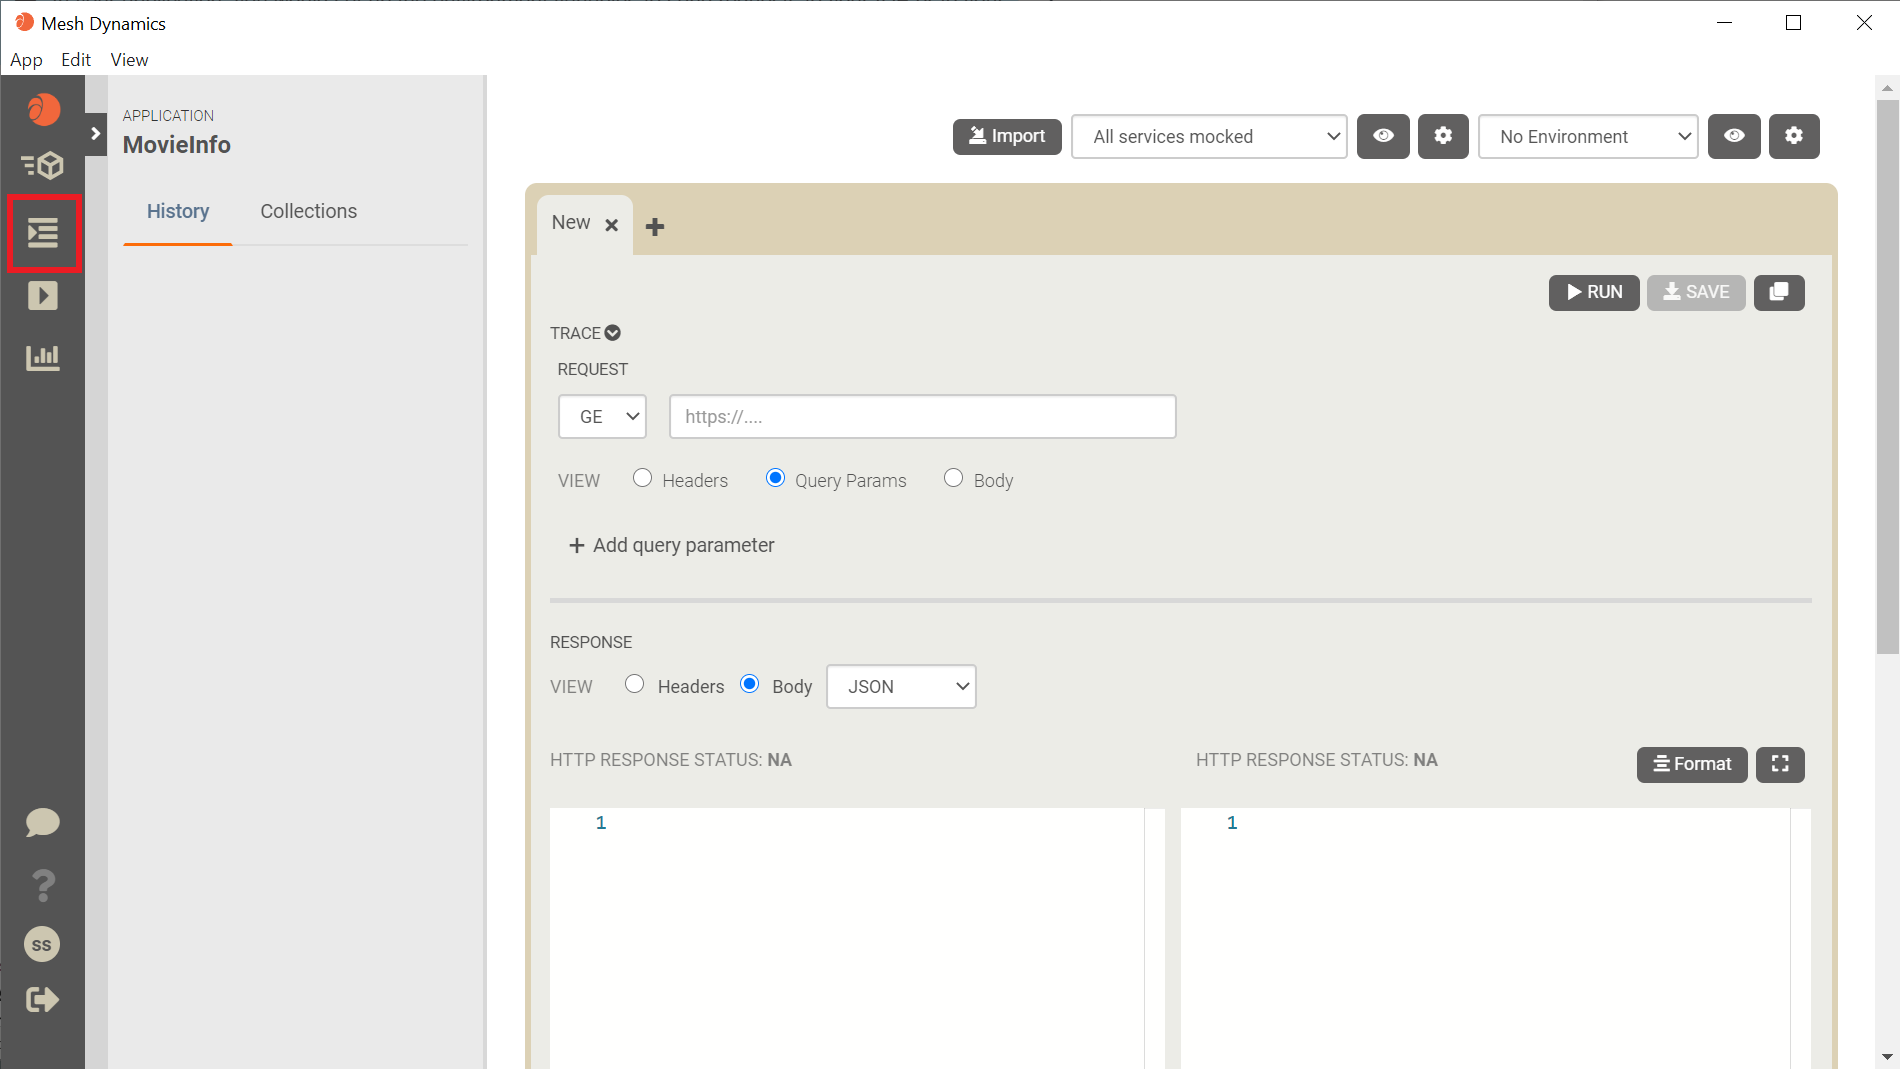 Mesh Dynamics
App Edit View
APPLICATION
MovieInfo
History Collections
Import All services mocked No Environment
New
RUN SAVE
TRACE
REQUEST
GE https://....
VIEW Headers Query Params Body
+ Add query parameter
RESPONSE
VIEW Headers Body JSON
HTTP RESPONSE STATUS: NA HTTP RESPONSE STATUS: NA Format
1 1
?
SS